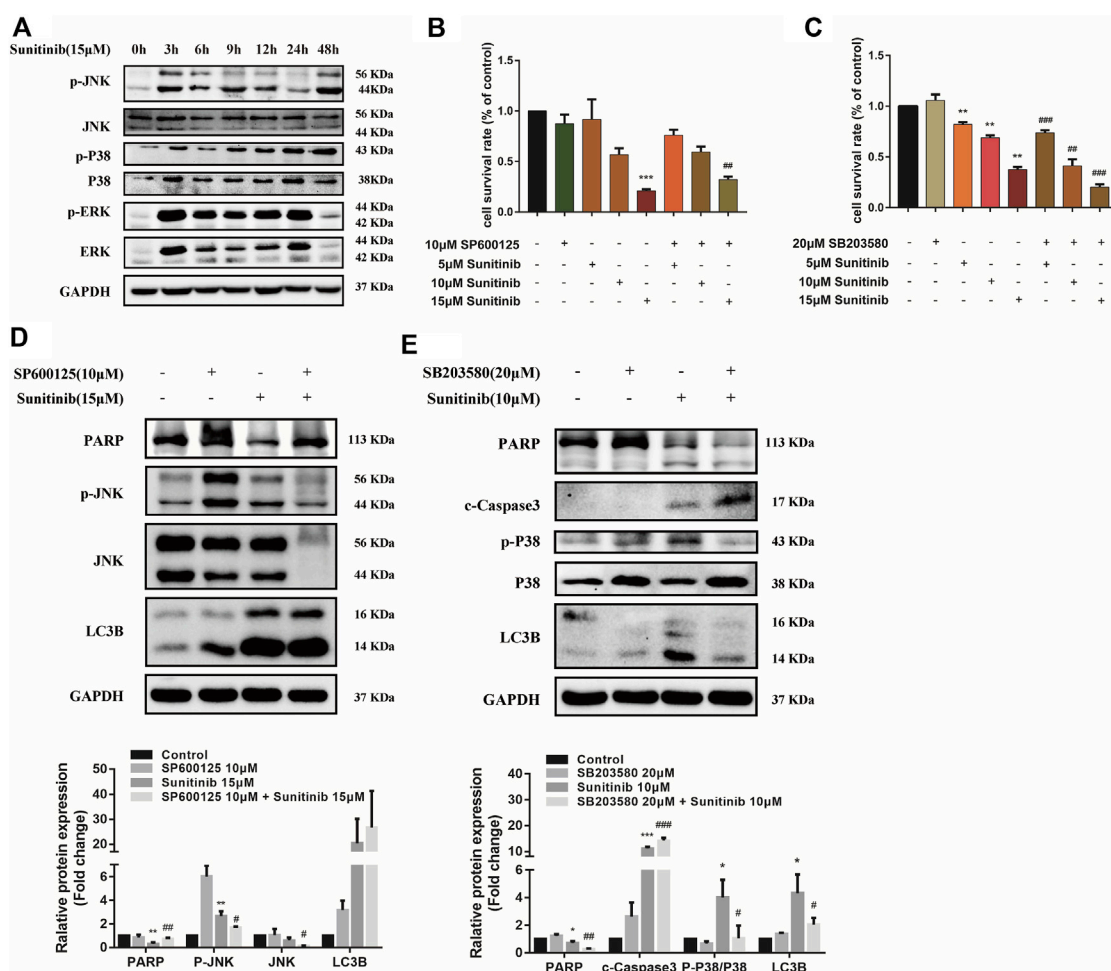 A
Sunitinib(15μM) 0h 3h 6h 9h 12h 24h 48h
p-JNK 56 KDa
44KDa
JNK 56 KDa
44 KDa
p-P38 43 KDa
P38 38KDa
p-ERK 44 KDa
42 KDa
ERK 44 KDa
42 KDa
GAPDH 37 KDa
B
cell survival rate (% of control)
1.5
1.0
0.5
0.0
***
##
10μM SP600125 - + - - - + + +
5μM Sunitinib - - + - - + - -
10μM Sunitinib - - - + - - + -
15μM Sunitinib - - - - + - - +
C
cell survival rate (% of control)
1.5
1.0
0.5
0.0
** ** ** ### ## ###
20μM SB203580 - + - - - + + +
5μM Sunitinib - - + - - + - -
10μM Sunitinib - - - + - - + -
15μM Sunitinib - - - - + - - +
D
SP600125(10μM) - + - +
Sunitinib(15μM) - - + +
PARP 113 KDa
p-JNK 56 KDa
44 KDa
JNK 56 KDa
44 KDa
LC3B 16 KDa
14 KDa
GAPDH 37 KDa
Ralative protein expression
(Fold change)
50
40
30
20
10
6
4
2
0
Control
SP600125 10μM
Sunitinib 15μM
SP600125 10μM + Sunitinib 15μM
** ## ** # #
PARP P-JNK JNK LC3B
E
SB203580(20μM) - + - +
Sunitinib(10μM) - - + +
PARP 113 KDa
c-Caspase3 17 KDa
p-P38 43 KDa
P38 38 KDa
LC3B 16 KDa
14 KDa
GAPDH 37 KDa
Ralative protein expression
(Fold change)
40
30
20
10
6
4
2
0
Control
SB203580 20μM
Sunitinib 10μM
SB203580 20μM + Sunitinib 10μM
* ## *** ### * # * #
PARP c-Caspase3 P-P38/P38 LC3B